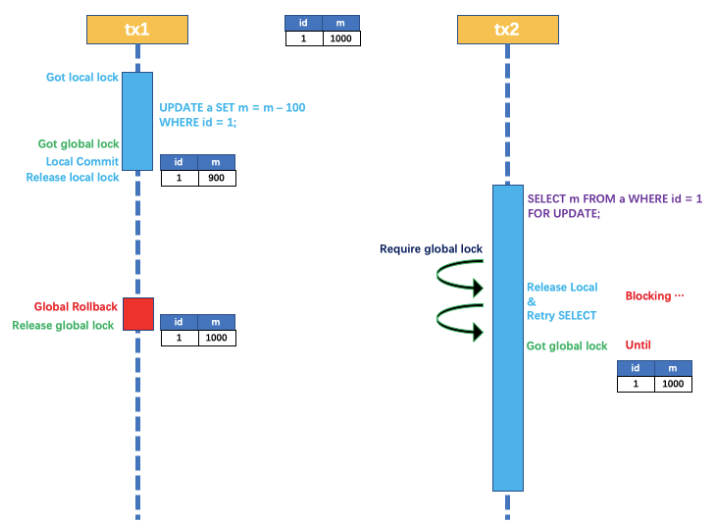 tx1
id m
1 1000
tx2
Got local lock
UPDATE a SET m = m – 100
WHERE id = 1;
Got global lock
Local Commit
Release local lock
id m
1 900
SELECT m FROM a WHERE id = 1
FOR UPDATE;
Require global lock
Release Local
&
Retry SELECT
Blocking ···
Global Rollback
Release global lock
id m
1 1000
Got global lock
Until
id m
1 1000